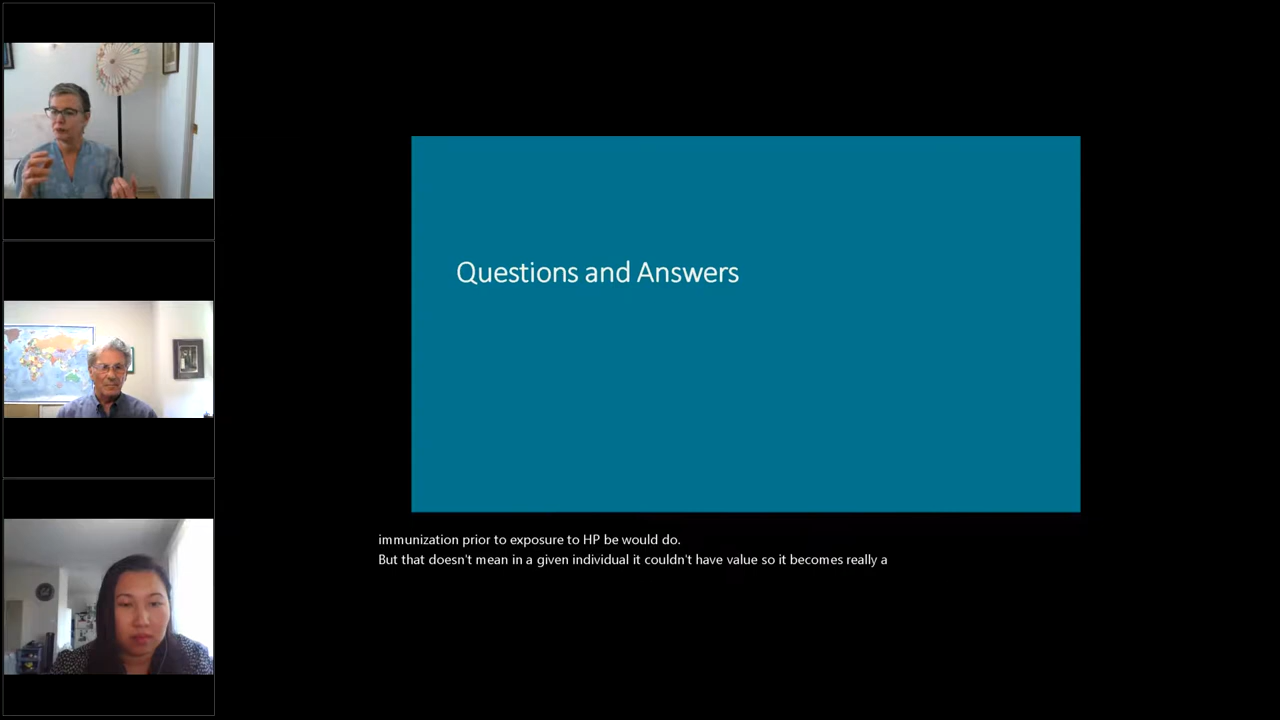 Questions and Answers
immunization prior to exposure to HP be would do.
But that doesn't mean in a given individual it couldn't have value so it becomes really a